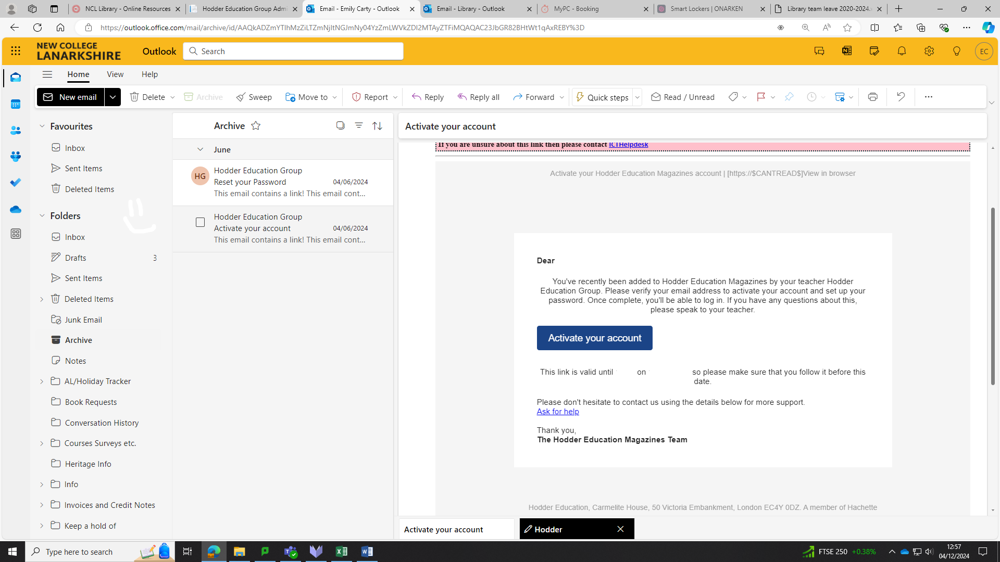 NCL Library - Online Resources
Hodder Education Group Admi
Email - Emily Carty - Outlook
Email - Library - Outlook
MyPC - Booking
Smart Lockers | ONARKEN
Library team leave 2020-2024.x
https://outlook.office.com/mail/archive/id/AAQkADZmYTlhMzZiLTZmNjItNGJmNy04YzZmLWVkZDI2MTAyZTFiMQAQAC23JbGR82BHtWt1qAxREBY%3D
NEW COLLEGE
LANARKSHIRE
Outlook
Search
EC
Home
View
Help
New email
Delete
Archive
Sweep
Move to
Report
Reply
Reply all
Forward
Quick steps
Read / Unread
Favourites
Inbox
Sent Items
Deleted Items
Folders
Inbox
Drafts 3
Sent Items
Deleted Items
Junk Email
Archive
Notes
AL/Holiday Tracker
Book Requests
Conversation History
Courses Surveys etc.
Heritage Info
Info
Invoices and Credit Notes
Keep a hold of
Archive
June
HG
Hodder Education Group
Reset your Password 04/06/2024
This email contains a link! This email cont...
Hodder Education Group
Activate your account 04/06/2024
This email contains a link! This email cont...
Activate your account
If you are unsure about this link then please contact ICTHelpdesk
Activate your Hodder Education Magazines account | [https://$CANTREAD$]View in browser
Dear
You've recently been added to Hodder Education Magazines by your teacher Hodder
Education Group. Please verify your email address to activate your account and set up your
password. Once complete, you'll be able to log in. If you have any questions about this,
please speak to your teacher.
Activate your account
This link is valid until on so please make sure that you follow it before this
date.
Please don't hesitate to contact us using the details below for more support.
Ask for help
Thank you,
The Hodder Education Magazines Team
Hodder Education, Carmelite House, 50 Victoria Embankment, London EC4Y 0DZ. A member of Hachette
Activate your account
Hodder
Type here to search
FTSE 250 +0.38%
12:57
04/12/2024